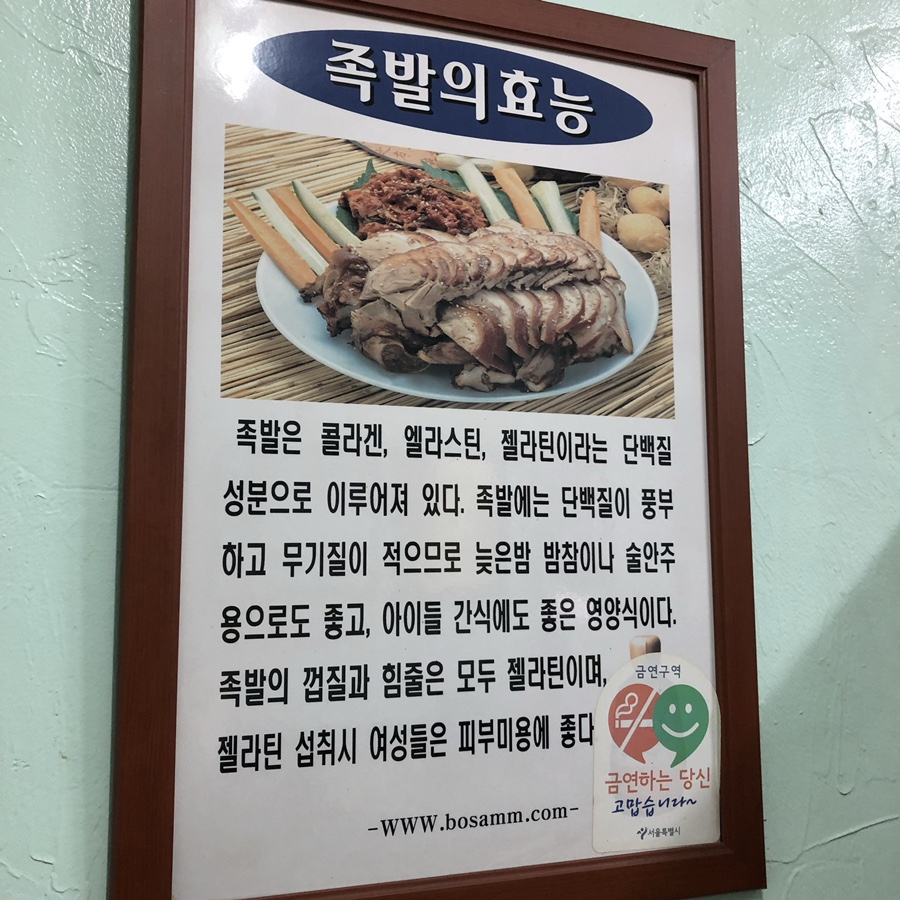 족발의효능
족발은 콜라겐, 엘라스틴, 젤라틴이라는 단백질
성분으로 이루어져 있다. 족발에는 단백질이 풍부
하고 무기질이 적으므로 늦은밤 밤참이나 술안주
용으로도 좋고, 아이들 간식에도 좋은 영양식이다.
족발의 껍질과 힘줄은 모두 젤라틴이며,
젤라틴 섭취시 여성들은 피부미용에 좋다
-www.bosamm.com-
금연구역
금연하는 당신
고맙습니다~
서울특별시